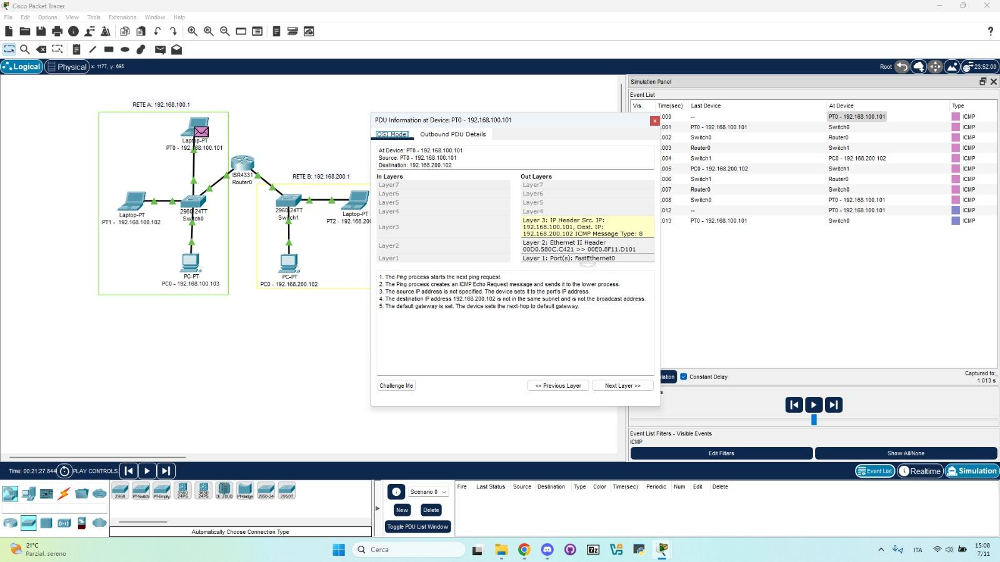 Cisco Packet Tracer
File Edit Options View Tools Extensions Window Help
?
Logical Physical x: 1177, y: 695
Root 23:52:00
RETE A: 192.168.100.1
Laptop-PT
PT0 - 192.168.100.101
ISR4331
Router0
Laptop-PT
PT1 - 192.168.100.102
2960-24TT
Switch0
PC-PT
PC0 - 192.168.100.103
RETE B: 192.168.200.1
2960-24TT
Switch1
Laptop-PT
PT2 - 192.168.20
PC-PT
PC0 - 192.168.200.102
PDU Information at Device: PT0 - 192.168.100.101
x
OSI Model Outbound PDU Details
At Device: PT0 - 192.168.100.101
Source: PT0 - 192.168.100.101
Destination: 192.168.200.102
In Layers
Layer7
Layer6
Layer5
Layer4
Layer3
Layer2
Layer1
Out Layers
Layer7
Layer6
Layer5
Layer4
Layer 3: IP Header Src. IP:
192.168.100.101, Dest. IP:
192.168.200.102 ICMP Message Type: 8
Layer 2: Ethernet II Header
00D0.580C.C421 >> 00E0.8F11.D101
Layer 1: Port(s): FastEthernet0
1. The Ping process starts the next ping request.
2. The Ping process creates an ICMP Echo Request message and sends it to the lower process.
3. The source IP address is not specified. The device sets it to the port's IP address.
4. The destination IP address 192.168.200.102 is not in the same subnet and is not the broadcast address.
5. The default gateway is set. The device sets the next-hop to default gateway.
Challenge Me << Previous Layer Next Layer >>
Simulation Panel
Event List
Vis. Time(sec) Last Device At Device Type
.000 -- PT0 - 192.168.100.101 ICMP
.001 PT0 - 192.168.100.101 Switch0 ICMP
.002 Switch0 Router0 ICMP
.003 Router0 Switch1 ICMP
.004 Switch1 PC0 - 192.168.200.102 ICMP
.005 PC0 - 192.168.200.102 Switch1 ICMP
.006 Switch1 Router0 ICMP
.007 Router0 Switch0 ICMP
.008 Switch0 PT0 - 192.168.100.101 ICMP
.012 -- PT0 - 192.168.100.101 ICMP
.013 PT0 - 192.168.100.101 Switch0 ICMP
lation Constant Delay
Captured to:
1.013 s
s
Event List Filters - Visible Events
ICMP
Edit Filters Show All/None
Time: 00:21:27.844 PLAY CONTROLS:
Event List Realtime Simulation
2960 PT-Switch PT-Empty 3560 24PS 3650 24PS IE 2000 PT-Bridge 2950-24 2950T
Automatically Choose Connection Type
Scenario 0
New Delete
Toggle PDU List Window
Fire Last Status Source Destination Type Color Time(sec) Periodic Num Edit Delete
21°C
Parzial. sereno
Cerca
7z
ITA
15:08
7/11